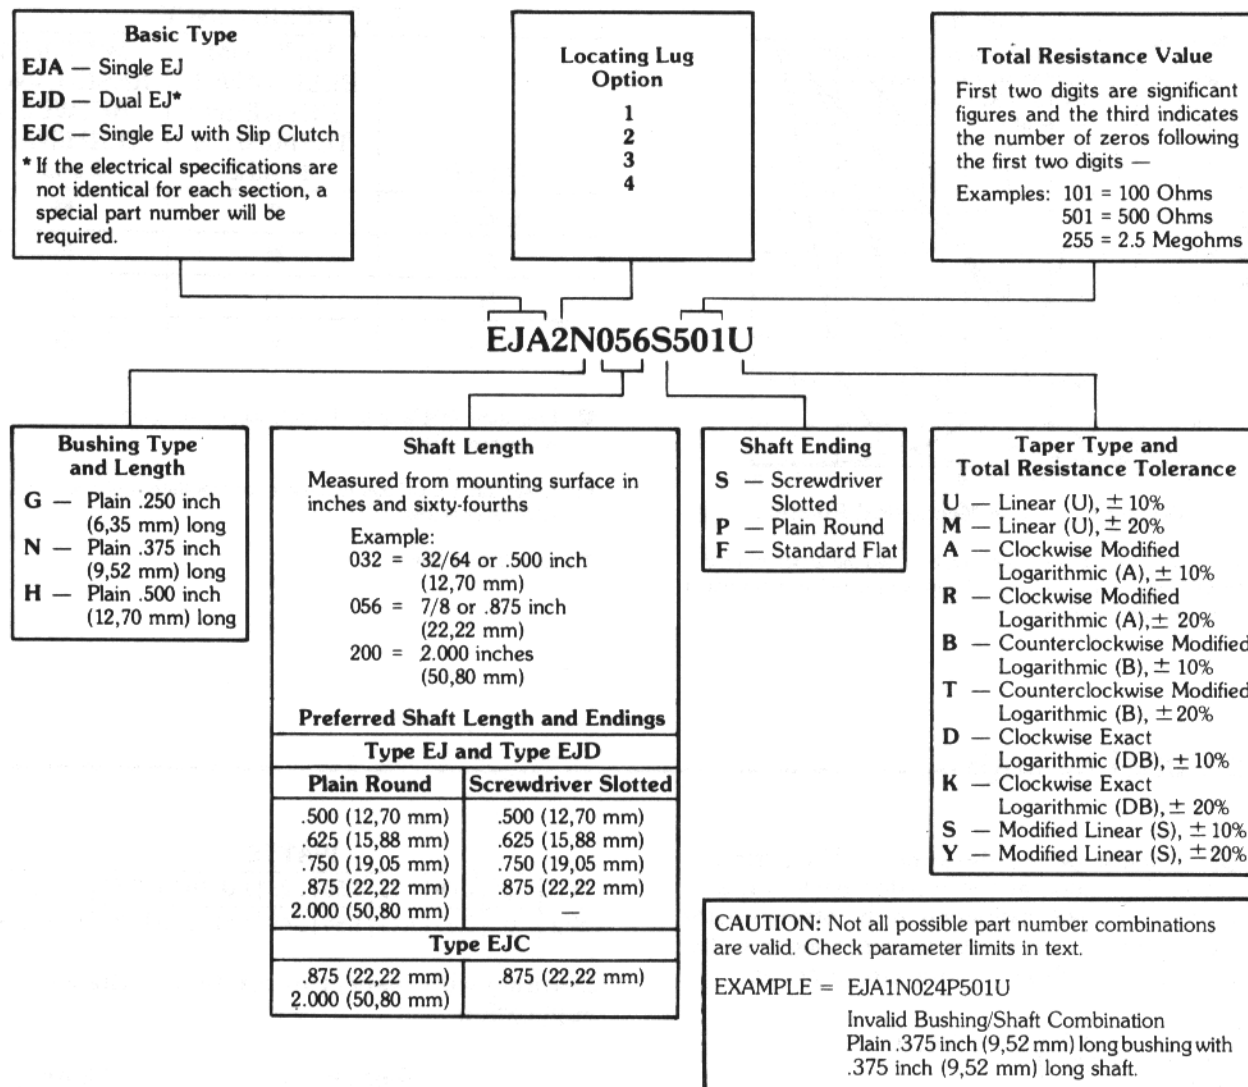 Basic Type
EJA — Single EJ
EJD — Dual EJ*
EJC — Single EJ with Slip Clutch
* If the electrical specifications are
not identical for each section, a
special part number will be
required.
Locating Lug
Option
1
2
3
4
Total Resistance Value
First two digits are significant
figures and the third indicates
the number of zeros following
the first two digits —
Examples: 101 = 100 Ohms
501 = 500 Ohms
255 = 2.5 Megohms
EJA2N056S501U
Bushing Type
and Length
G — Plain .250 inch
(6,35 mm) long
N — Plain .375 inch
(9,52 mm) long
H — Plain .500 inch
(12,70 mm) long
Shaft Length
Measured from mounting surface in
inches and sixty-fourths
Example:
032 = 32/64 or .500 inch
(12,70 mm)
056 = 7/8 or .875 inch
(22,22 mm)
200 = 2.000 inches
(50,80 mm)
Preferred Shaft Length and Endings
Type EJ and Type EJD
Plain Round Screwdriver Slotted
.500 (12,70 mm) .500 (12,70 mm)
.625 (15,88 mm) .625 (15,88 mm)
.750 (19,05 mm) .750 (19,05 mm)
.875 (22,22 mm) .875 (22,22 mm)
2.000 (50,80 mm) —
Type EJC
.875 (22,22 mm) .875 (22,22 mm)
2.000 (50,80 mm)
Shaft Ending
S — Screwdriver
Slotted
P — Plain Round
F — Standard Flat
Taper Type and
Total Resistance Tolerance
U — Linear (U), ± 10%
M — Linear (U), ± 20%
A — Clockwise Modified
Logarithmic (A), ± 10%
R — Clockwise Modified
Logarithmic (A), ± 20%
B — Counterclockwise Modified
Logarithmic (B), ± 10%
T — Counterclockwise Modified
Logarithmic (B), ± 20%
D — Clockwise Exact
Logarithmic (DB), ± 10%
K — Clockwise Exact
Logarithmic (DB), ± 20%
S — Modified Linear (S), ± 10%
Y — Modified Linear (S), ± 20%
CAUTION: Not all possible part number combinations
are valid. Check parameter limits in text.
EXAMPLE = EJA1N024P501U
Invalid Bushing/Shaft Combination
Plain .375 inch (9,52 mm) long bushing with
.375 inch (9,52 mm) long shaft.